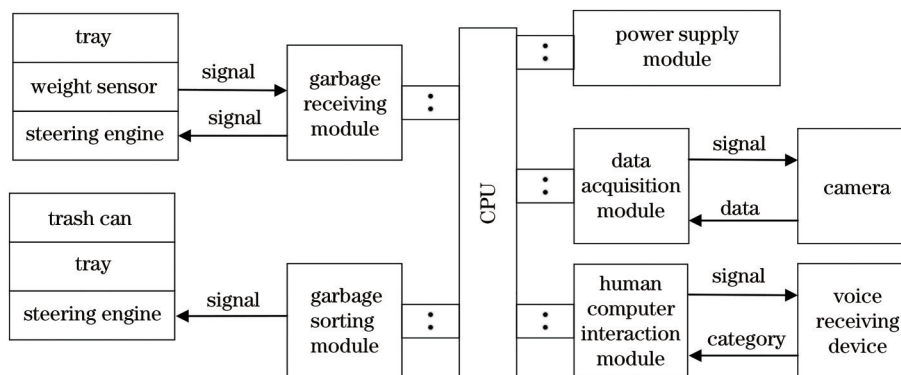 tray
weight sensor
steering engine
signal
signal
garbage
receiving
module
trash can
tray
steering engine
signal
garbage
sorting
module
CPU
power supply
module
data
acquisition
module
signal
data
camera
human
computer
interaction
module
signal
category
voice
receiving
device